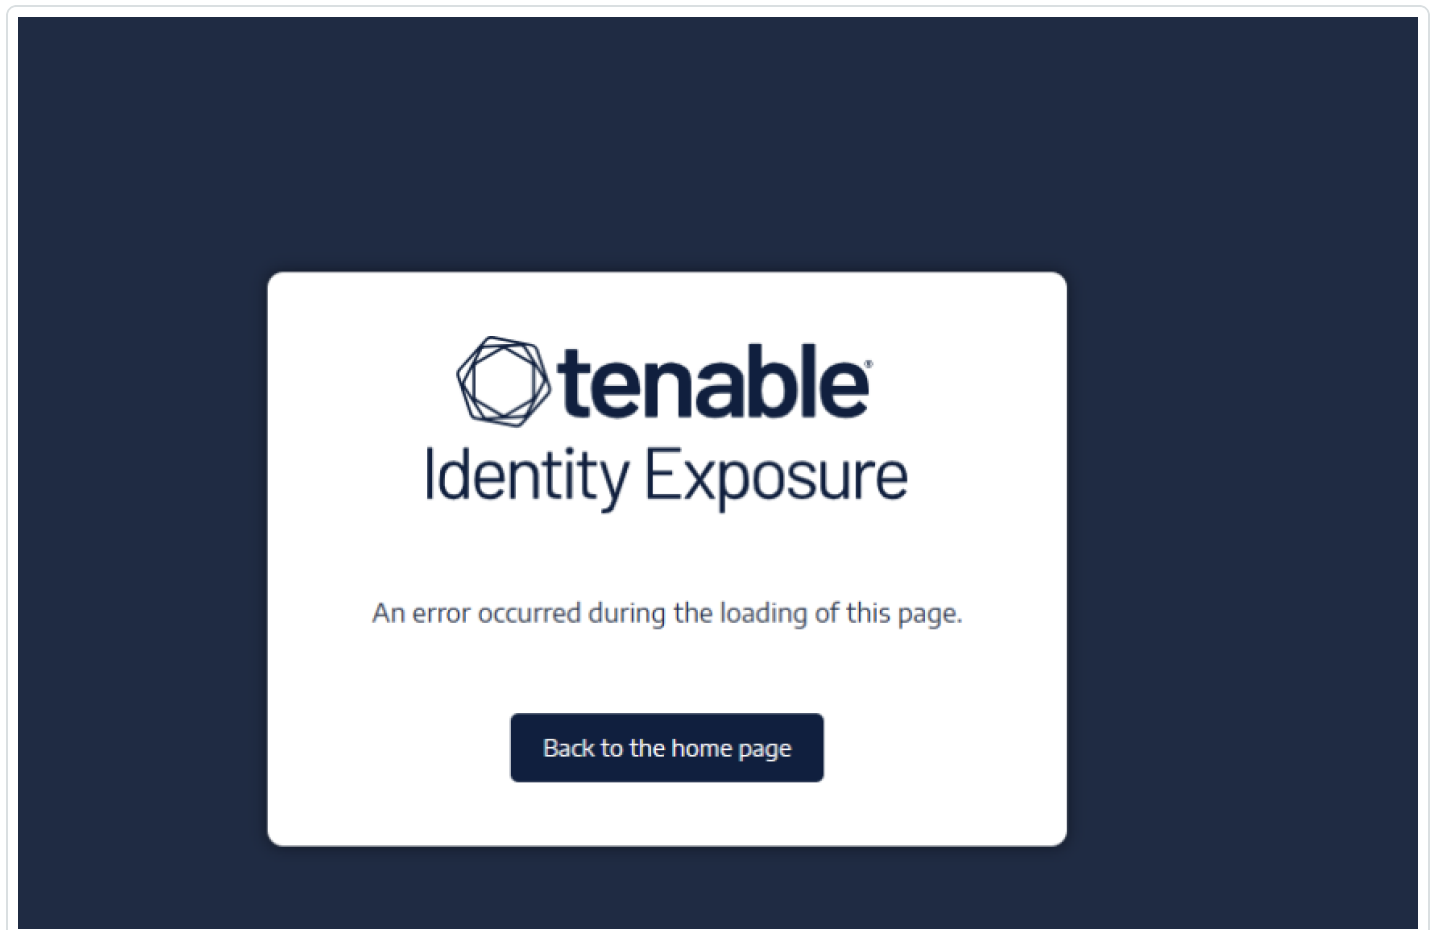 tenable®
Identity Exposure
An error occurred during the loading of this page.
Back to the home page